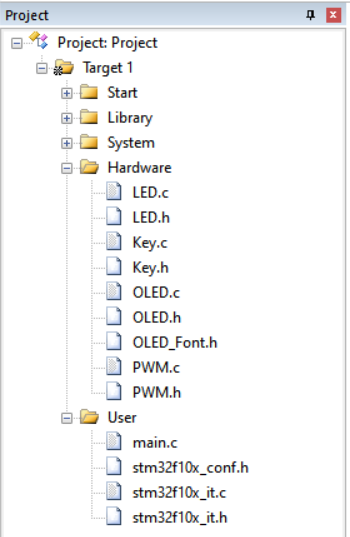 Project
Project: Project
Target 1
Start
Library
System
Hardware
LED.c
LED.h
Key.c
Key.h
OLED.c
OLED.h
OLED_Font.h
PWM.c
PWM.h
User
main.c
stm32f10x_conf.h
stm32f10x_it.c
stm32f10x_it.h